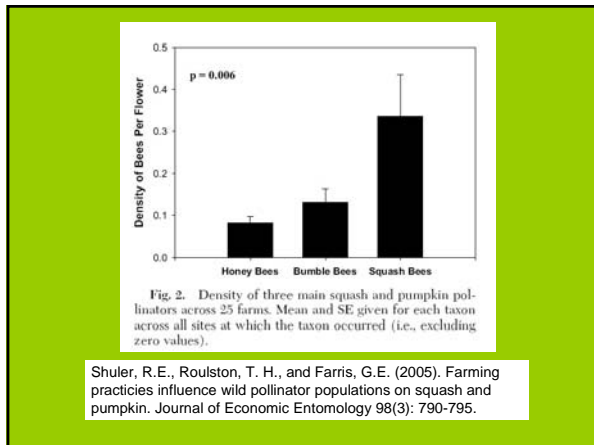 0.5
p = 0.006
0.4
0.3
0.2
0.1
0.0
Density of Bees Per Flower
Honey Bees Bumble Bees Squash Bees
Fig. 2. Density of three main squash and pumpkin pol-
linators across 25 farms. Mean and SE given for each taxon
across all sites at which the taxon occurred (i.e., excluding
zero values).
Shuler, R.E., Roulston, T. H., and Farris, G.E. (2005). Farming
practicies influence wild pollinator populations on squash and
pumpkin. Journal of Economic Entomology 98(3): 790-795.